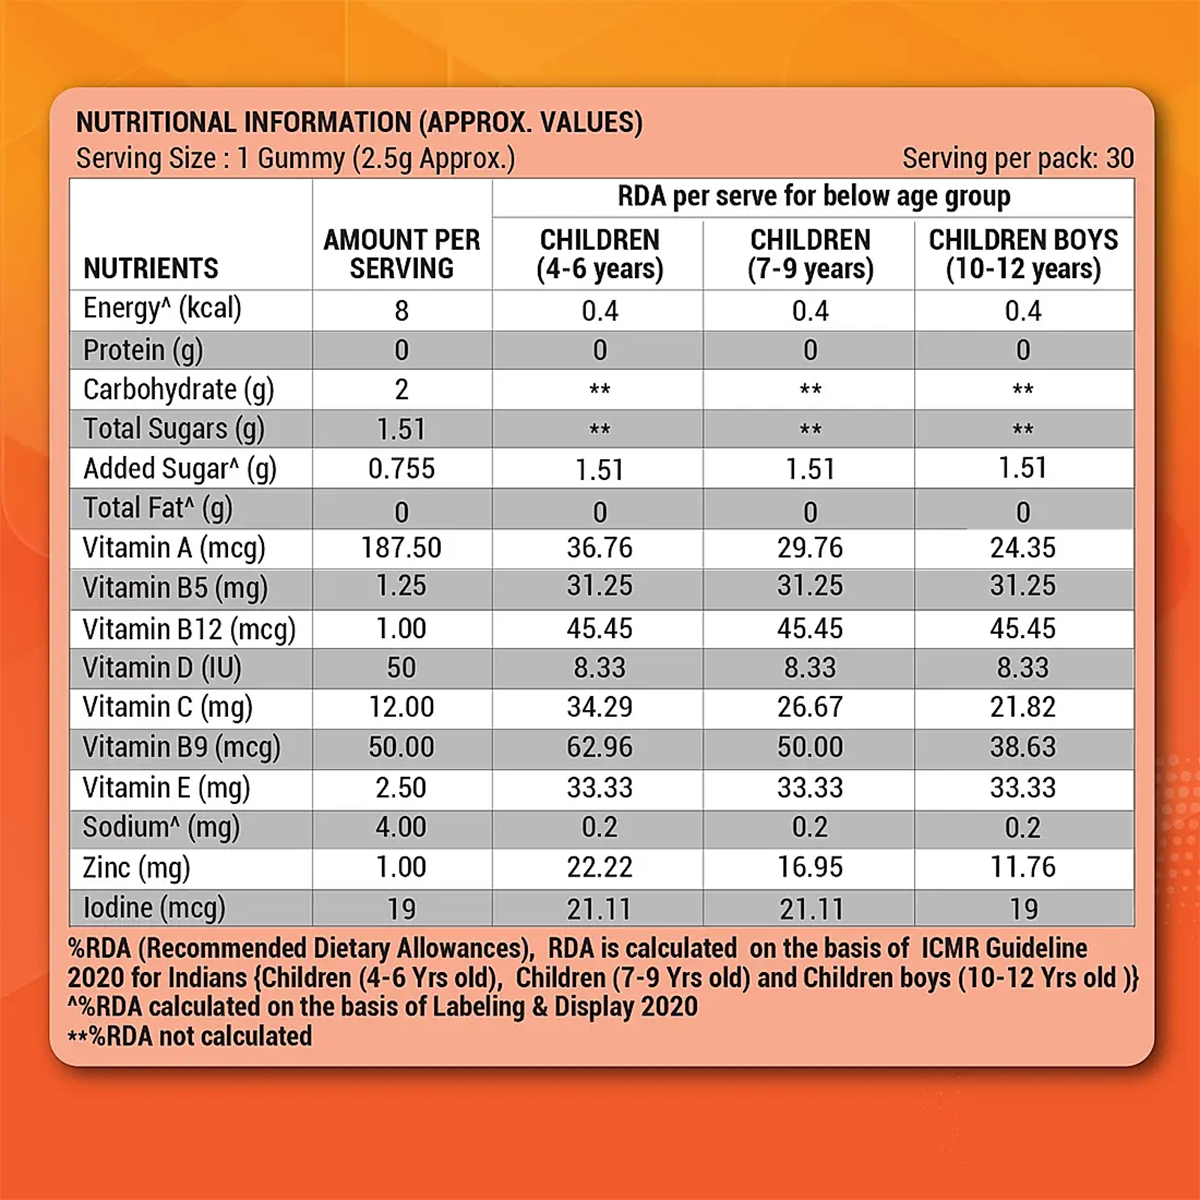 NUTRITIONAL INFORMATION (APPROX. VALUES)
Serving Size : 1 Gummy (2.5g Approx.) Serving per pack: 30
RDA per serve for below age group
NUTRIENTS AMOUNT PER SERVING CHILDREN (4-6 years) CHILDREN (7-9 years) CHILDREN BOYS (10-12 years)
Energy^ (kcal) 8 0.4 0.4 0.4
Protein (g) 0 0 0 0
Carbohydrate (g) 2 ** ** **
Total Sugars (g) 1.51 ** ** **
Added Sugar^ (g) 0.755 1.51 1.51 1.51
Total Fat^ (g) 0 0 0 0
Vitamin A (mcg) 187.50 36.76 29.76 24.35
Vitamin B5 (mg) 1.25 31.25 31.25 31.25
Vitamin B12 (mcg) 1.00 45.45 45.45 45.45
Vitamin D (IU) 50 8.33 8.33 8.33
Vitamin C (mg) 12.00 34.29 26.67 21.82
Vitamin B9 (mcg) 50.00 62.96 50.00 38.63
Vitamin E (mg) 2.50 33.33 33.33 33.33
Sodium^ (mg) 4.00 0.2 0.2 0.2
Zinc (mg) 1.00 22.22 16.95 11.76
Iodine (mcg) 19 21.11 21.11 19
%RDA (Recommended Dietary Allowances), RDA is calculated on the basis of ICMR Guideline
2020 for Indians {Children (4-6 Yrs old), Children (7-9 Yrs old) and Children boys (10-12 Yrs old )}
^%RDA calculated on the basis of Labeling & Display 2020
**%RDA not calculated